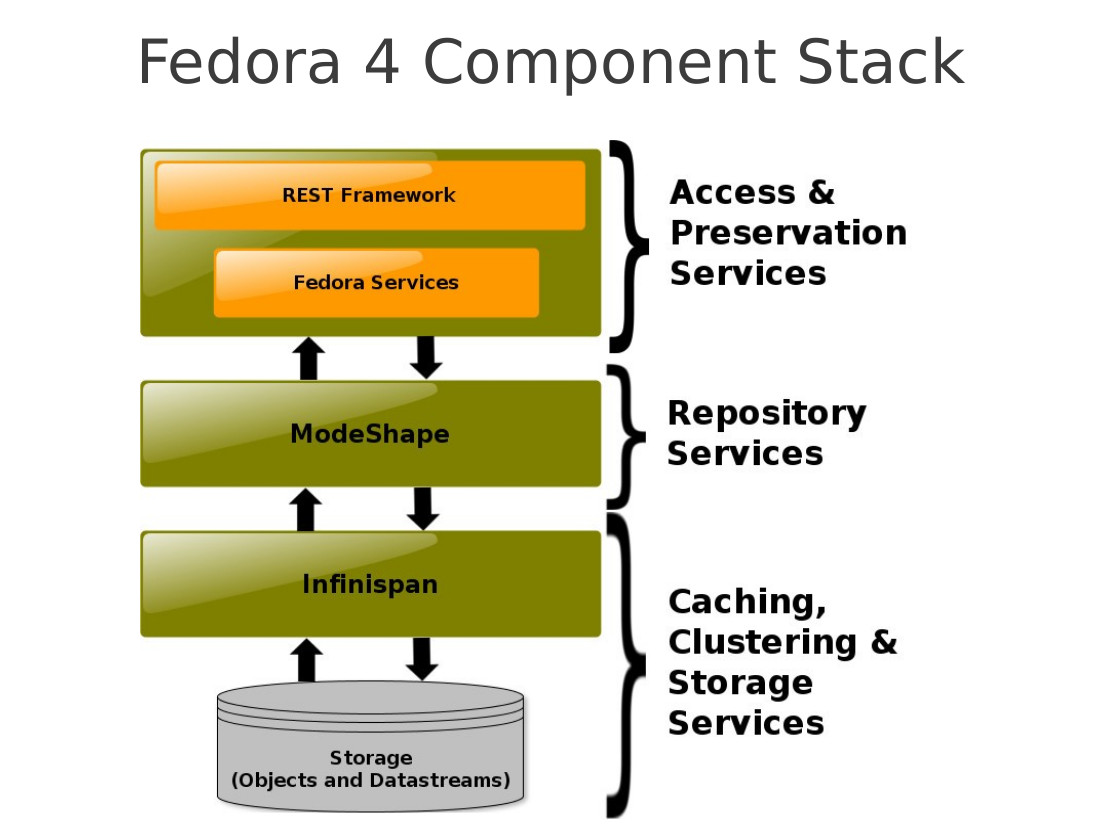 Fedora 4 Component Stack
REST Framework
Fedora Services
Access &
Preservation
Services
ModeShape
Repository
Services
Infinispan
Caching,
Clustering &
Storage
Services
Storage
(Objects and Datastreams)